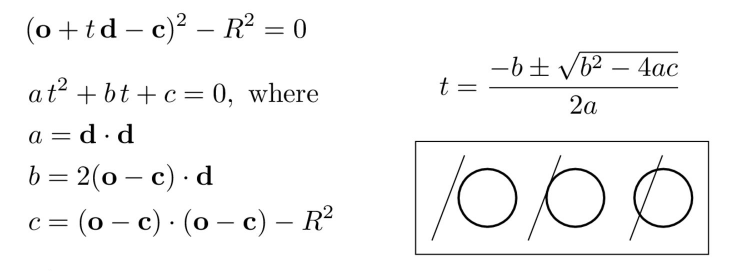 (𝐨 + t 𝐝 − 𝐜)² − R² = 0
a t² + b t + c = 0, where
a = 𝐝 · 𝐝
b = 2(𝐨 − 𝐜) · 𝐝
c = (𝐨 − 𝐜) · (𝐨 − 𝐜) − R²
t = (−b ± √(b² − 4ac)) / 2a